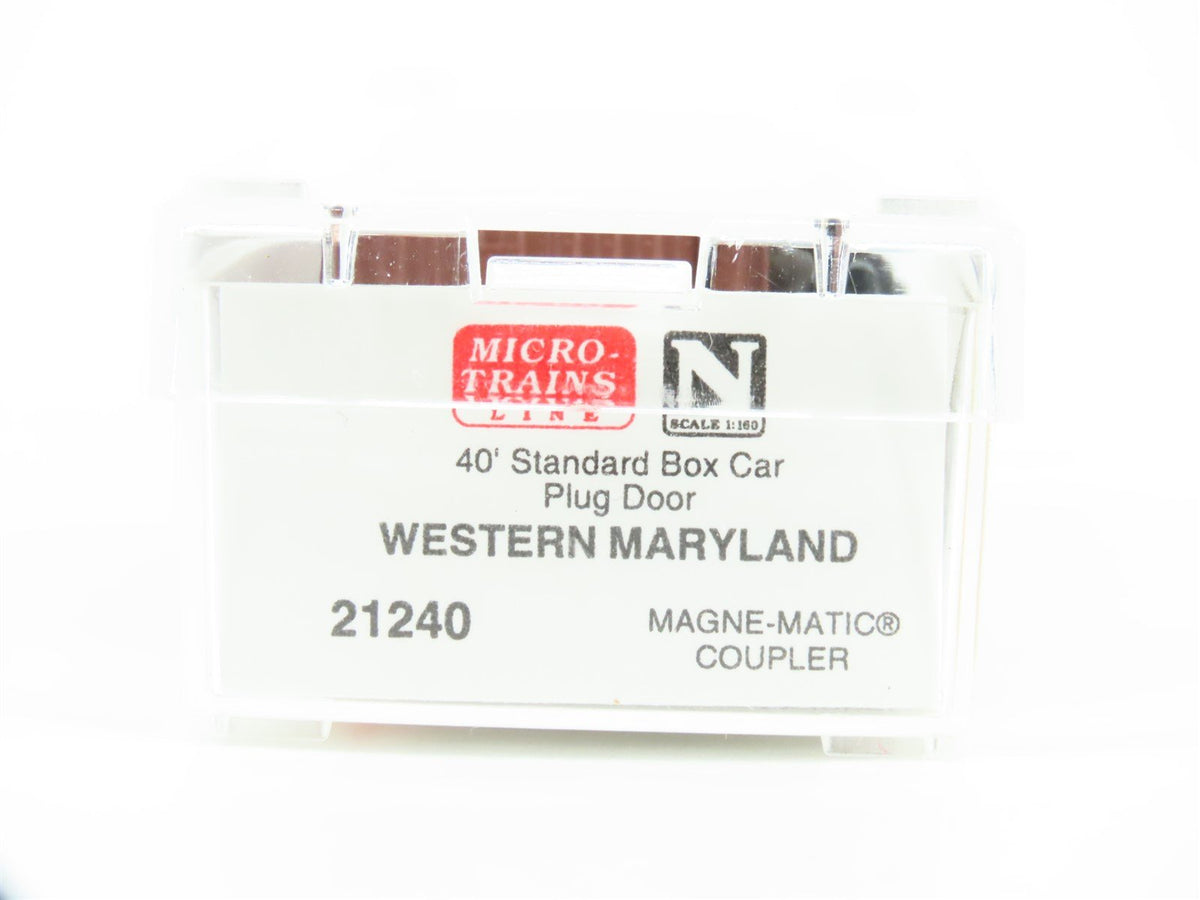 MICRO-
TRAINS
LINE
N
SCALE 1:160
40' Standard Box Car
Plug Door
WESTERN MARYLAND
21240
MAGNE-MATIC®
COUPLER